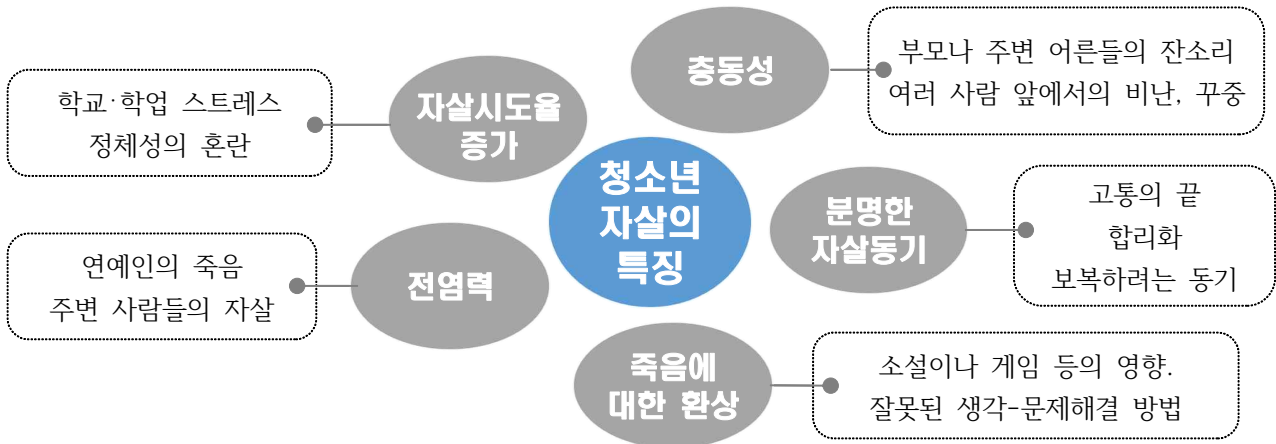 청소년
자살의
특징
충동성
부모나 주변 어른들의 잔소리
여러 사람 앞에서의 비난, 꾸중
자살시도율
증가
학교·학업 스트레스
정체성의 혼란
분명한
자살동기
고통의 끝
합리화
보복하려는 동기
전염력
연예인의 죽음
주변 사람들의 자살
죽음에
대한 환상
소설이나 게임 등의 영향.
잘못된 생각-문제해결 방법